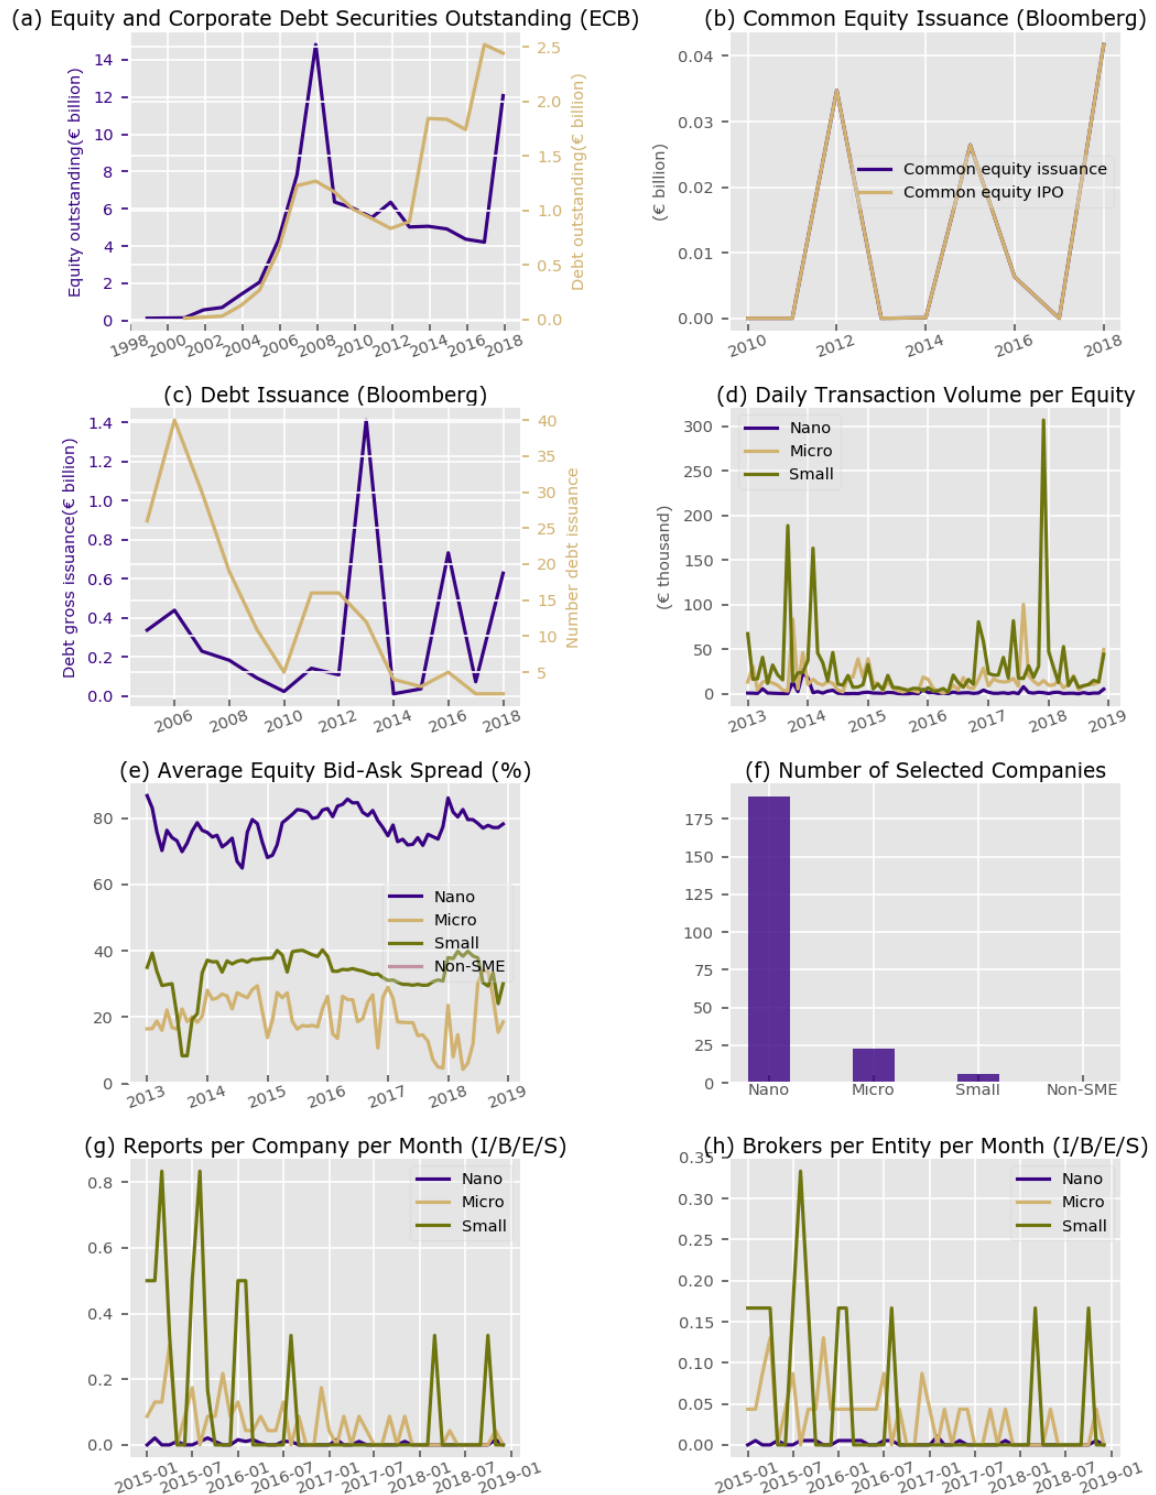 (a) Equity and Corporate Debt Securities Outstanding (ECB)
14
12
10
8
6
4
2
0
Equity outstanding(€ billion)
2.5
2.0
1.5
1.0
0.5
0.0
Debt outstanding(€ billion)
1998 2000 2002 2004 2006 2008 2010 2012 2014 2016 2018
(b) Common Equity Issuance (Bloomberg)
0.04
0.03
0.02
0.01
0.00
(€ billion)
Common equity issuance
Common equity IPO
2010 2012 2014 2016 2018
(c) Debt Issuance (Bloomberg)
1.4
1.2
1.0
0.8
0.6
0.4
0.2
0.0
Debt gross issuance(€ billion)
40
35
30
25
20
15
10
5
Number debt issuance
2006 2008 2010 2012 2014 2016 2018
(d) Daily Transaction Volume per Equity
300
250
200
150
100
50
0
(€ thousand)
Nano
Micro
Small
2013 2014 2015 2016 2017 2018 2019
(e) Average Equity Bid-Ask Spread (%)
80
60
40
20
0
Nano
Micro
Small
Non-SME
2013 2014 2015 2016 2017 2018 2019
(f) Number of Selected Companies
175
150
125
100
75
50
25
0
Nano Micro Small Non-SME
(g) Reports per Company per Month (I/B/E/S)
0.8
0.6
0.4
0.2
0.0
Nano
Micro
Small
2015-01 2015-07 2016-01 2016-07 2017-01 2017-07 2018-01 2018-07 2019-01
(h) Brokers per Entity per Month (I/B/E/S)
0.35
0.30
0.25
0.20
0.15
0.10
0.05
0.00
Nano
Micro
Small
2015-01 2015-07 2016-01 2016-07 2017-01 2017-07 2018-01 2018-07 2019-01